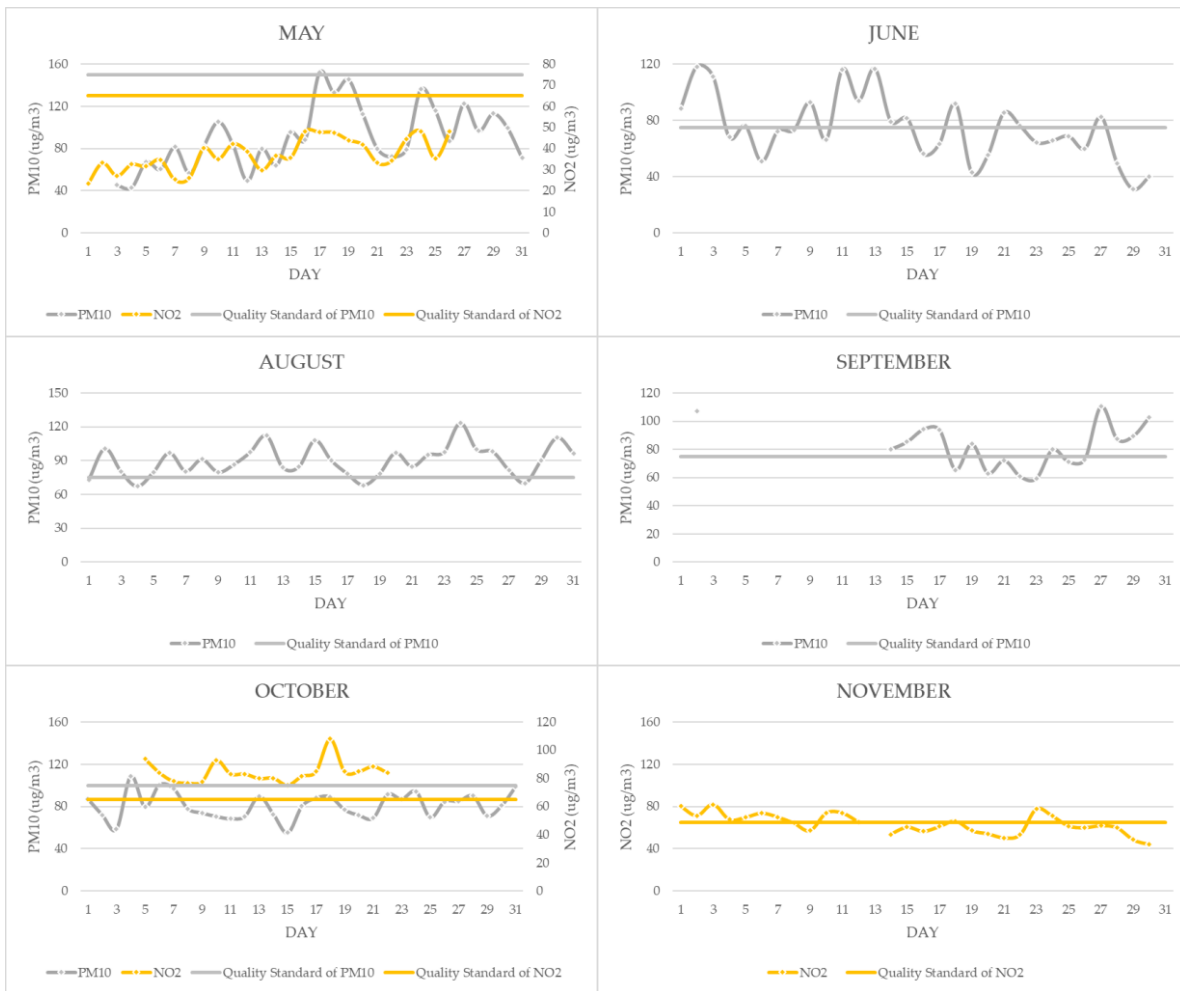 MAY
PM10 (ug/m3)
160
120
80
40
0
80
70
60
50
40
30
20
10
0
NO2 (ug/m3)
1 3 5 7 9 11 13 15 17 19 21 23 25 27 29 31
DAY
PM10 NO2 Quality Standard of PM10 Quality Standard of NO2
JUNE
PM10 (ug/m3)
120
80
40
0
1 3 5 7 9 11 13 15 17 19 21 23 25 27 29 31
DAY
PM10 Quality Standard of PM10
AUGUST
PM10 (ug/m3)
150
120
90
60
30
0
1 3 5 7 9 11 13 15 17 19 21 23 25 27 29 31
DAY
PM10 Quality Standard of PM10
SEPTEMBER
PM10 (ug/m3)
120
100
80
60
40
20
0
1 3 5 7 9 11 13 15 17 19 21 23 25 27 29 31
DAY
PM10 Quality Standard of PM10
OCTOBER
PM10 (ug/m3)
160
120
80
40
0
120
100
80
60
40
20
0
NO2 (ug/m3)
1 3 5 7 9 11 13 15 17 19 21 23 25 27 29 31
DAY
PM10 NO2 Quality Standard of PM10 Quality Standard of NO2
NOVEMBER
NO2 (ug/m3)
160
120
80
40
0
1 3 5 7 9 11 13 15 17 19 21 23 25 27 29 31
DAY
NO2 Quality Standard of NO2